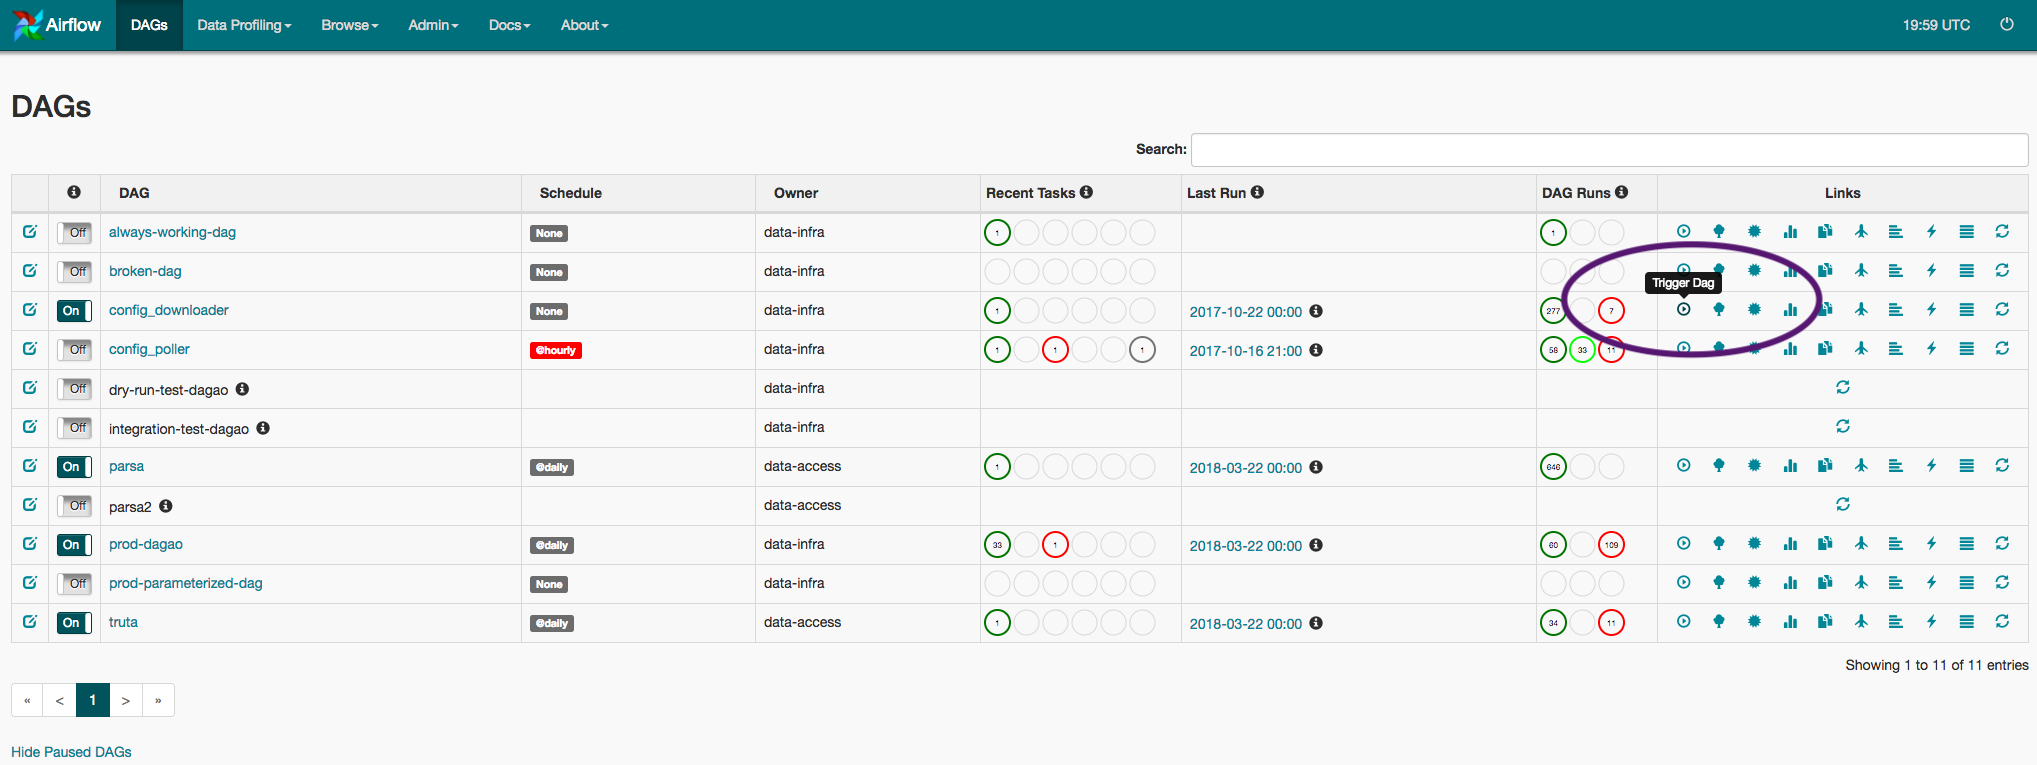 Airflow DAGs Data Profiling Browse Admin Docs About 19:59 UTC
DAGs
Search:
DAG Schedule Owner Recent Tasks Last Run DAG Runs Links
Off always-working-dag None data-infra 1 1
Off broken-dag None data-infra
Trigger Dag
On config_downloader None data-infra 1 2017-10-22 00:00 277 7
Off config_poller @hourly data-infra 1 1 1 2017-10-16 21:00 58 33 11
Off dry-run-test-dagao data-infra
Off integration-test-dagao data-infra
On parsa @daily data-access 1 2018-03-22 00:00 646
Off parsa2 data-access
On prod-dagao @daily data-infra 33 1 2018-03-22 00:00 60 109
Off prod-parameterized-dag None data-infra
On truta @daily data-access 1 2018-03-22 00:00 34 11
Showing 1 to 11 of 11 entries
« < 1 > »
Hide Paused DAGs